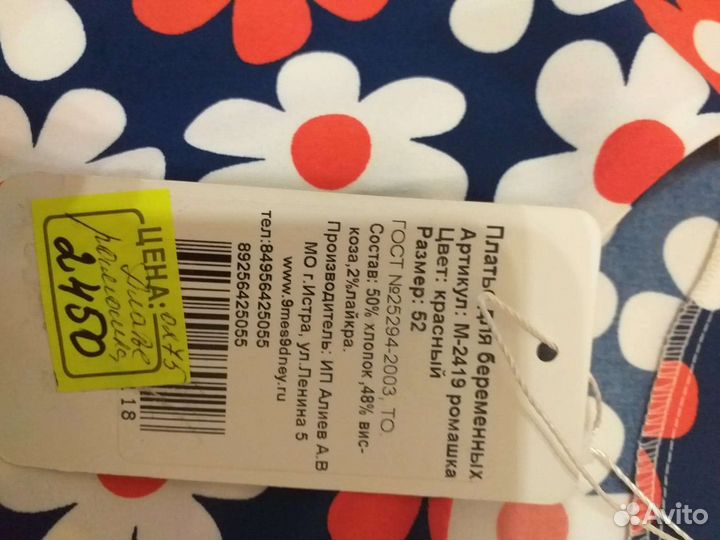 Платье для беременных
Артикул: М-2419 ромашка
Цвет: красный
Размер: 52
ГОСТ №25294-2003, ТО.
Состав: 50% хлопок ,48% вис-
коза,2%лайкра.
Производитель: ИП Алиев А.В
МО г.Истра, ул.Ленина 5
www.9mes9dney.ru
тел:84956425055
89256425055
ЦЕНА:
Платье
ромашка
2450
18
Avito